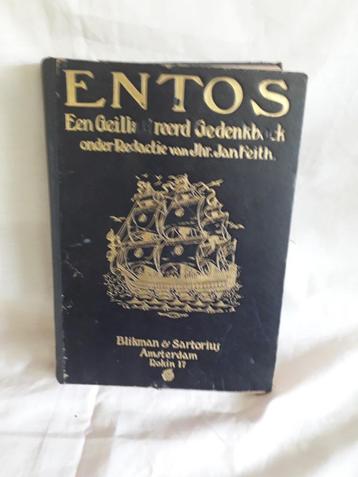 ENTOS
Een Geïllustreerd Gedenkboek
onder Redactie van Jhr. Jan Feith.
Blikman & Sartorius
Amsterdam
Rokin 17